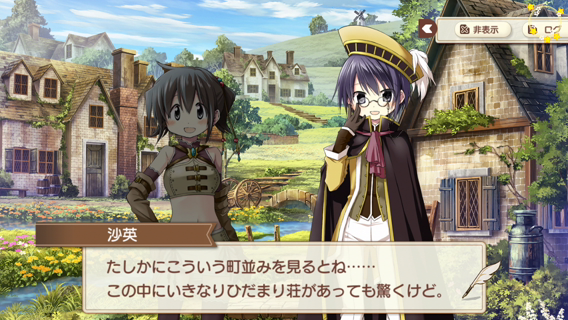 非表示
ログ
沙英
たしかにこういう町並みを見るとね……
この中にいきなりひだまり荘があっても驚くけど。